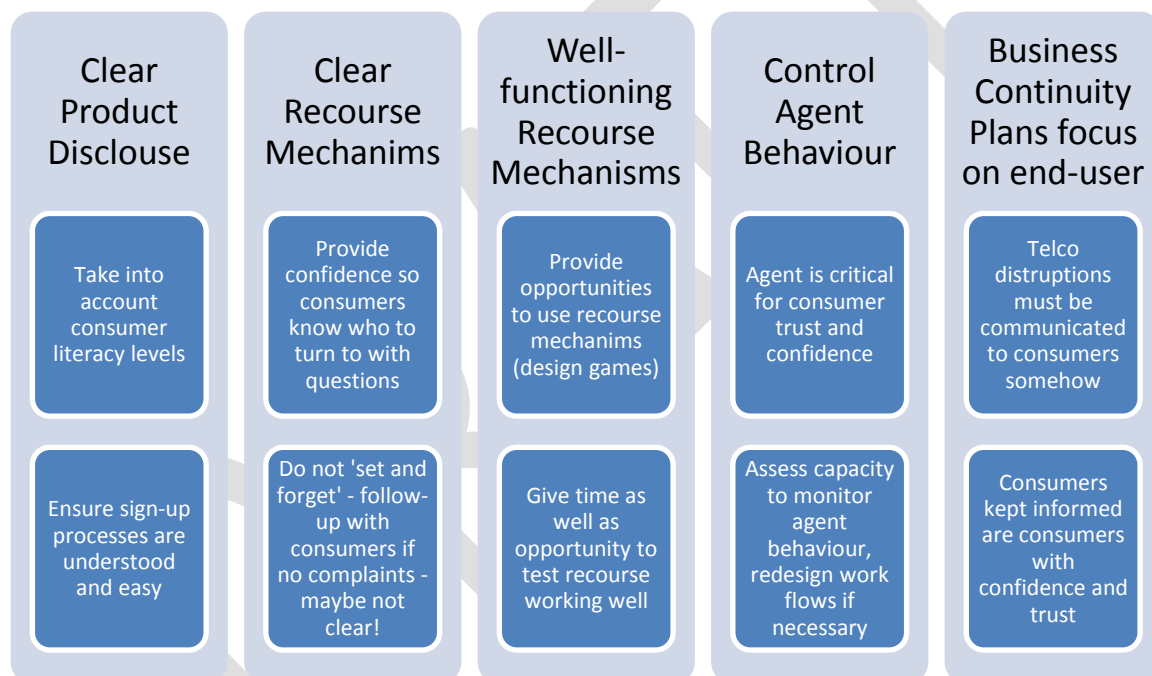 Clear
Product
Disclouse
Take into
account
consumer
literacy levels
Ensure sign-up
processes are
understood
and easy
Clear
Recourse
Mechanims
Provide
confidence so
consumers
know who to
turn to with
questions
Do not 'set and
forget' - follow-
up with
consumers if
no complaints -
maybe not
clear!
Well-
functioning
Recourse
Mechanisms
Provide
opportunities
to use recourse
mechanims
(design games)
Give time as
well as
opportunity to
test recourse
working well
Control
Agent
Behaviour
Agent is critical
for consumer
trust and
confidence
Assess capacity
to monitor
agent
behaviour,
redesign work
flows if
necessary
Business
Continuity
Plans focus
on end-user
Telco
distruptions
must be
communicated
to consumers
somehow
Consumers
kept informed
are consumers
with
confidence and
trust